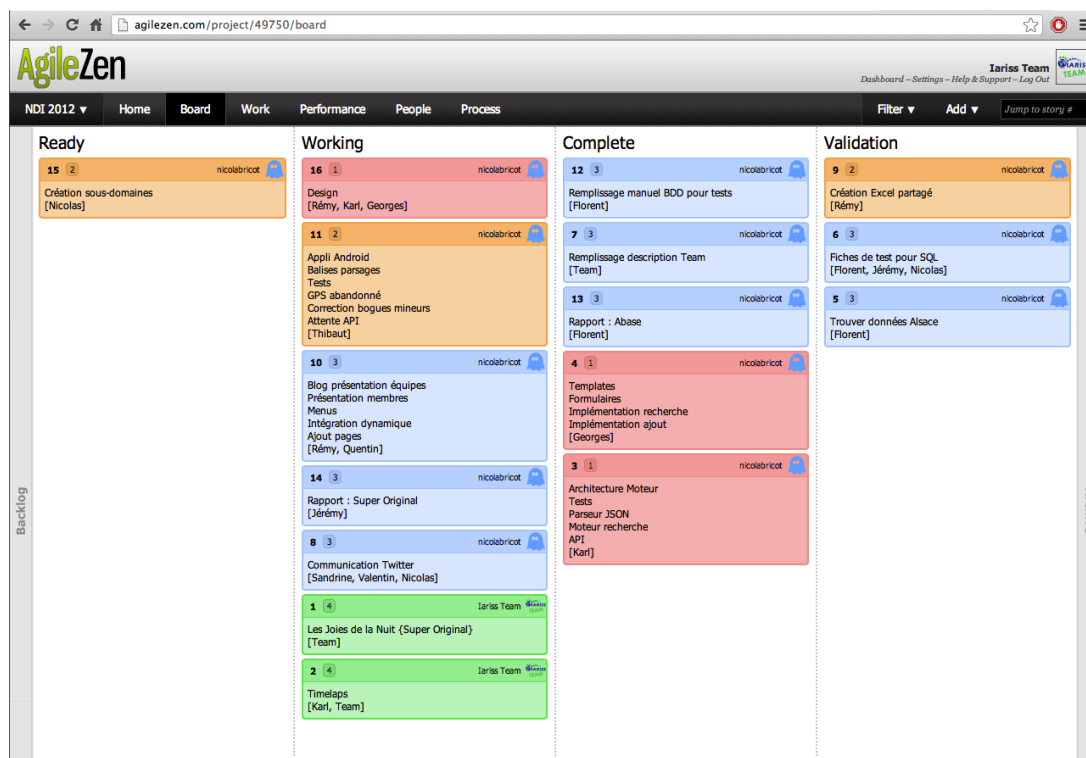 agilezen.com/project/49750/board
AgileZen
Iariss Team
Dashboard – Settings – Help & Support – Log Out
IARISS
TEAM
NDI 2012 ▾ Home Board Work Performance People Process Filter ▾ Add ▾ Jump to story #
Backlog
Ready
15 2 nicolabricot
Création sous-domaines
[Nicolas]
Working
16 1 nicolabricot
Design
[Rémy, Karl, Georges]
11 2 nicolabricot
Appli Android
Balises parsages
Tests
GPS abandonné
Correction bogues mineurs
Attente API
[Thibaut]
10 3 nicolabricot
Blog présentation équipes
Présentation membres
Menus
Intégration dynamique
Ajout pages
[Rémy, Quentin]
14 3 nicolabricot
Rapport : Super Original
[Jérémy]
8 3 nicolabricot
Communication Twitter
[Sandrine, Valentin, Nicolas]
1 4 Iariss Team
Les Joies de la Nuit {Super Original}
[Team]
2 4 Iariss Team
Timelaps
[Karl, Team]
Complete
12 3 nicolabricot
Remplissage manuel BDD pour tests
[Florent]
7 3 nicolabricot
Remplissage description Team
[Team]
13 3 nicolabricot
Rapport : Abase
[Florent]
4 1 nicolabricot
Templates
Formulaires
Implémentation recherche
Implémentation ajout
[Georges]
3 1 nicolabricot
Architecture Moteur
Tests
Parseur JSON
Moteur recherche
API
[Karl]
Validation
9 2 nicolabricot
Création Excel partagé
[Rémy]
6 3 nicolabricot
Fiches de test pour SQL
[Florent, Jérémy, Nicolas]
5 3 nicolabricot
Trouver données Alsace
[Florent]